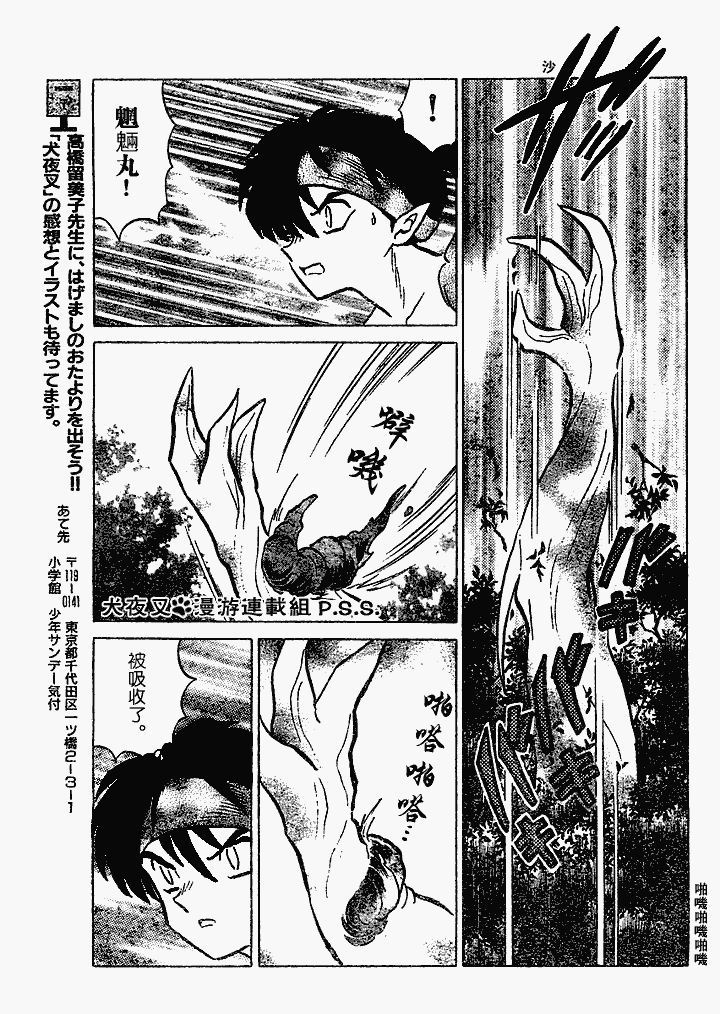 沙
ザ
バキ
バババキキ
啪嘰啪嘰啪嘰
!
魍魎丸!
噼嘰。
犬夜叉漫游連載組P.S.S.
啪嗒啪嗒…
被吸收了。
高橋留美子先生に、はげましのおたよりを出そう!!
「犬夜叉」の感想とイラストも待ってます。
あて先
〒119-0141 東京都千代田区一ツ橋2-3-1
小学館 少年サンデー気付